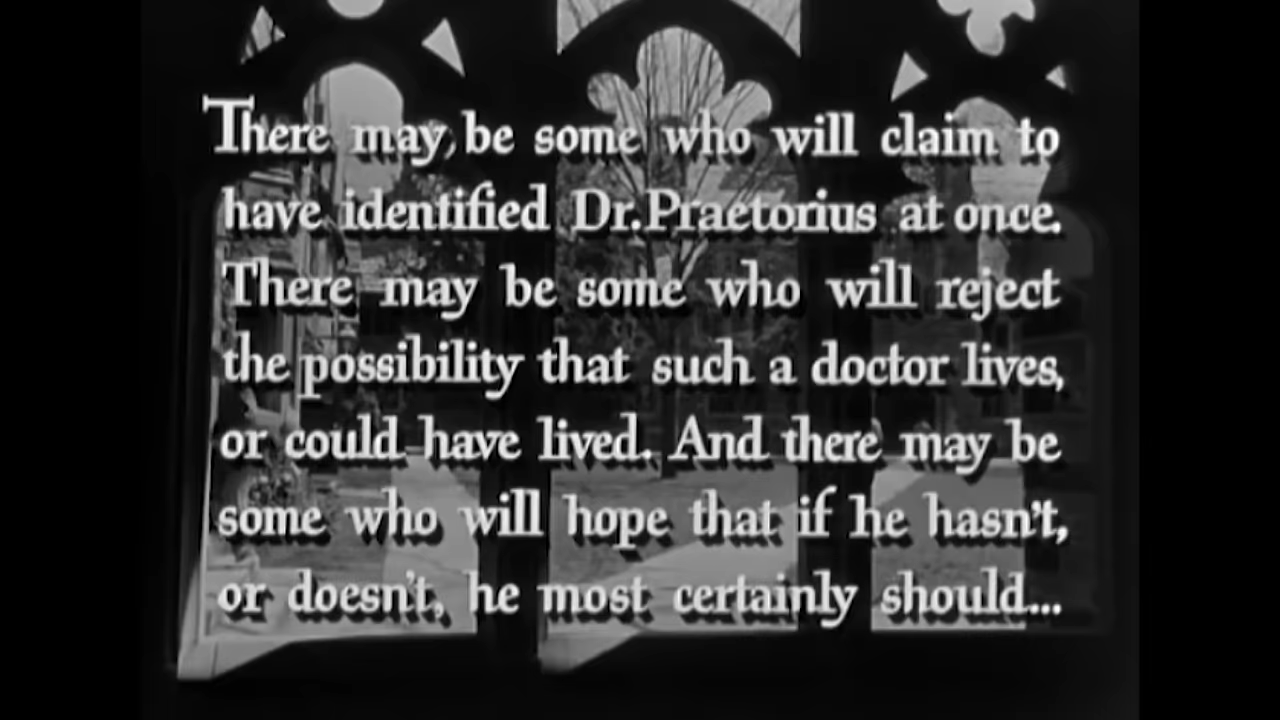 There may, be some who will claim to
have identified Dr. Praetorius at once.
There may be some who will reject
the possibility that such a doctor lives,
or could have lived. And there may be
some who will hope that if he hasn't,
or doesn't, he most certainly should...